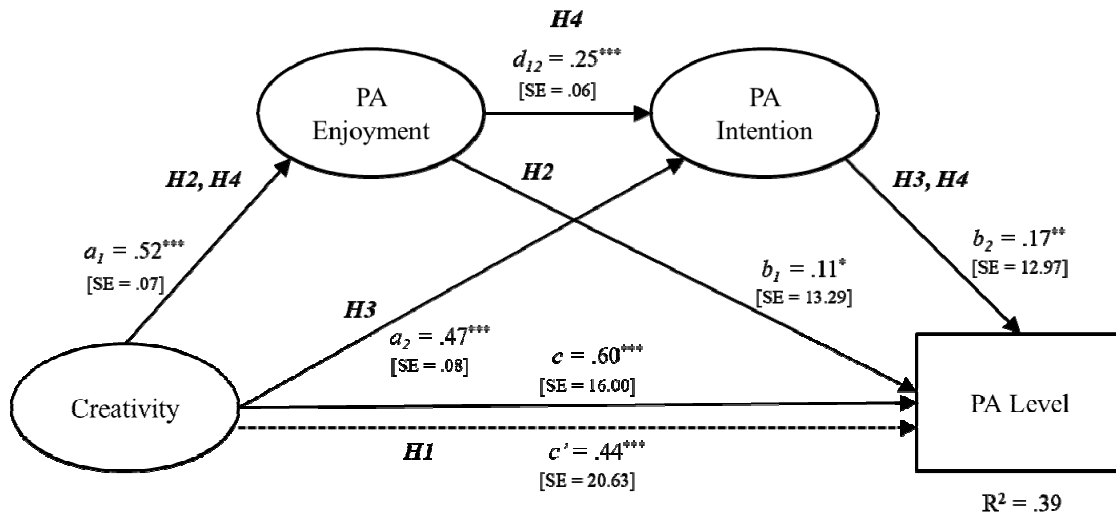 H4
d12 = .25***
[SE = .06]
PA
Enjoyment
PA
Intention
H2, H4
H2
H3, H4
a1 = .52***
[SE = .07]
b1 = .11*
[SE = 13.29]
b2 = .17**
[SE = 12.97]
H3
a2 = .47***
[SE = .08]
c = .60***
[SE = 16.00]
Creativity
PA Level
H1
c' = .44***
[SE = 20.63]
R² = .39